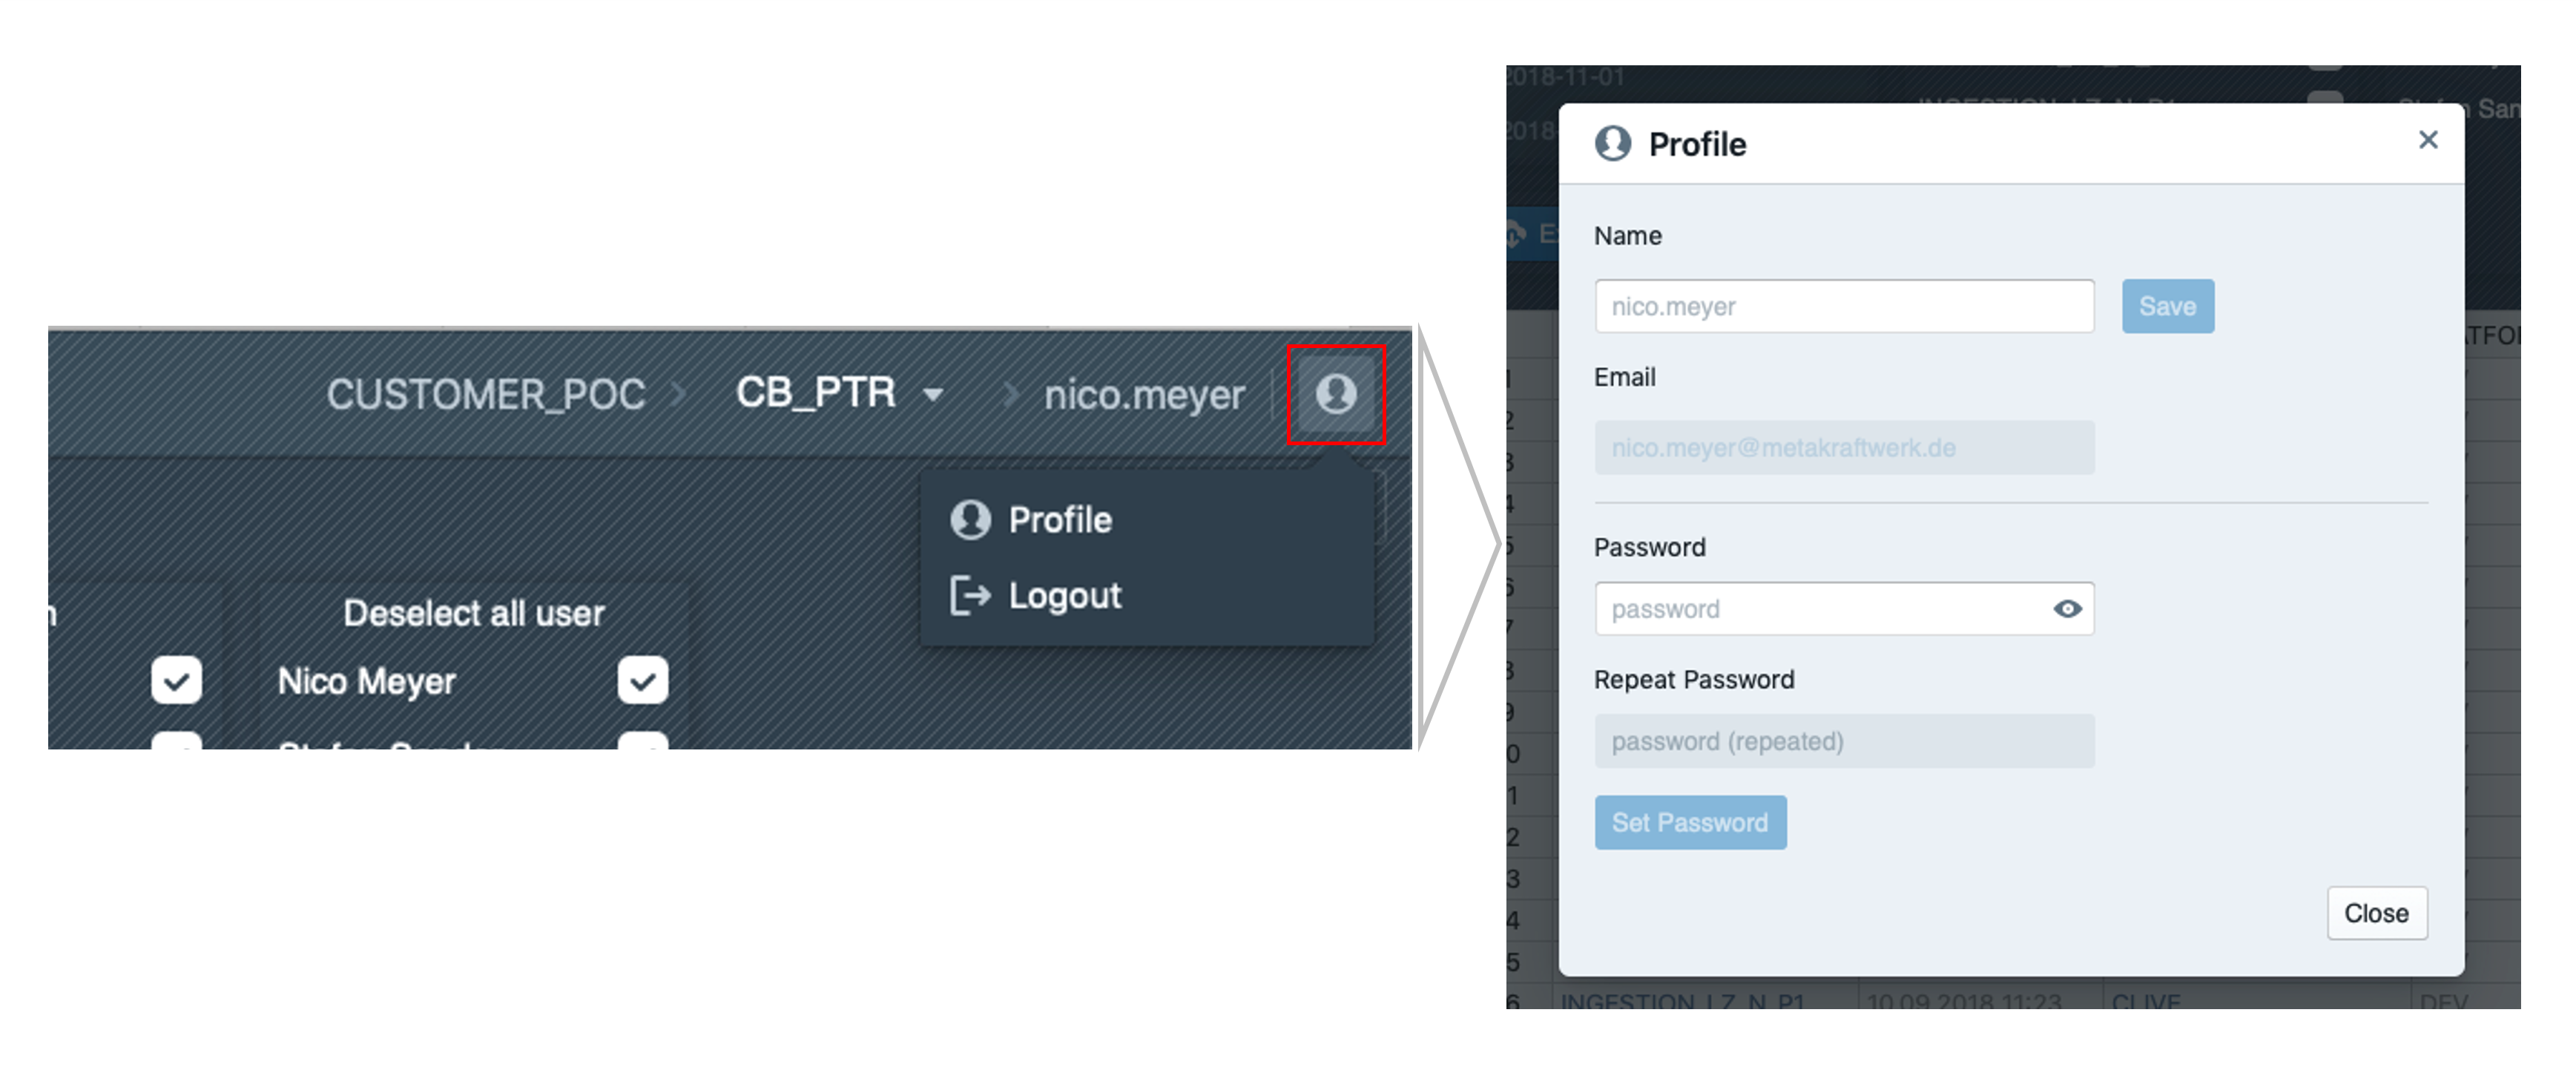 CUSTOMER_POC CB_PTR nico.meyer
Profile
Logout
Deselect all user
Nico Meyer
2018-11-01
Profile
Name
nico.meyer Save
Email
nico.meyer@metakraftwerk.de
Password
password
Repeat Password
password (repeated)
Set Password
Close
INGESTION_LZ_N_P1 10.09.2018 11:23 CLIVE DEV